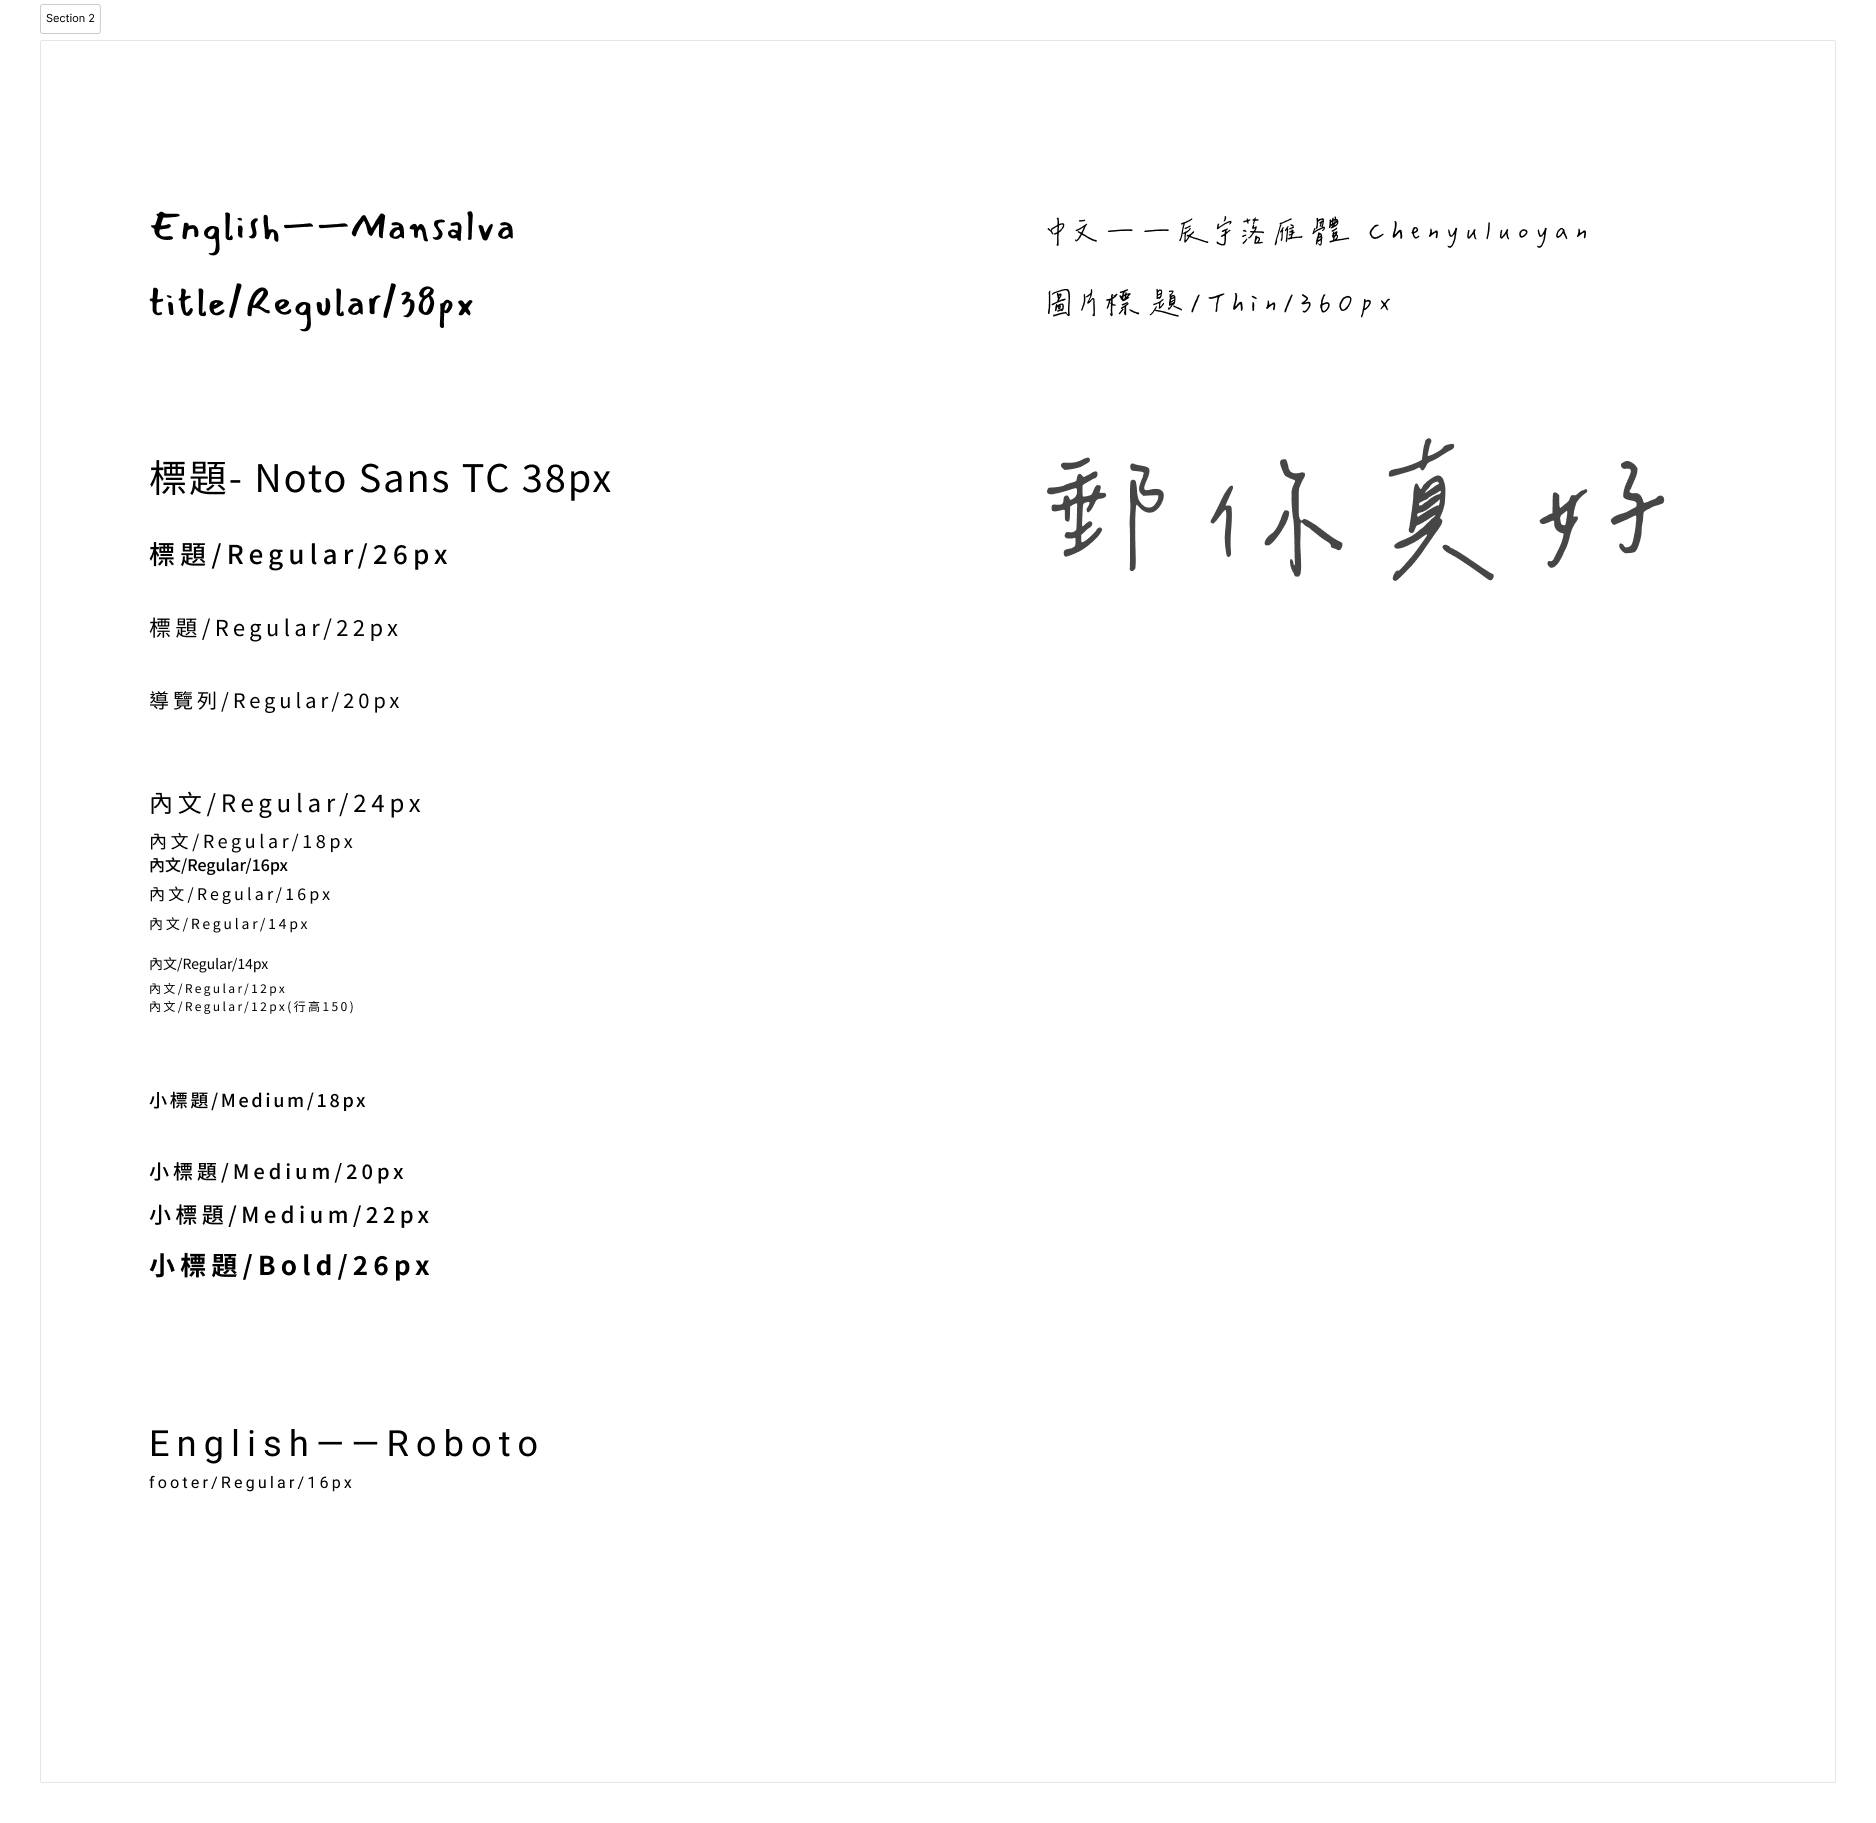 Section 2
English——Mansalva
title/Regular/38px
中文——辰宇落雁體 Chenyuluoyan
圖片標題/Thin/360px
郵你真好
標題- Noto Sans TC 38px
標題/Regular/26px
標題/Regular/22px
導覽列/Regular/20px
內文/Regular/24px
內文/Regular/18px
內文/Regular/16px
內文/Regular/16px
內文/Regular/14px
內文/Regular/14px
內文/Regular/12px
內文/Regular/12px(行高150)
小標題/Medium/18px
小標題/Medium/20px
小標題/Medium/22px
小標題/Bold/26px
English——Roboto
footer/Regular/16px